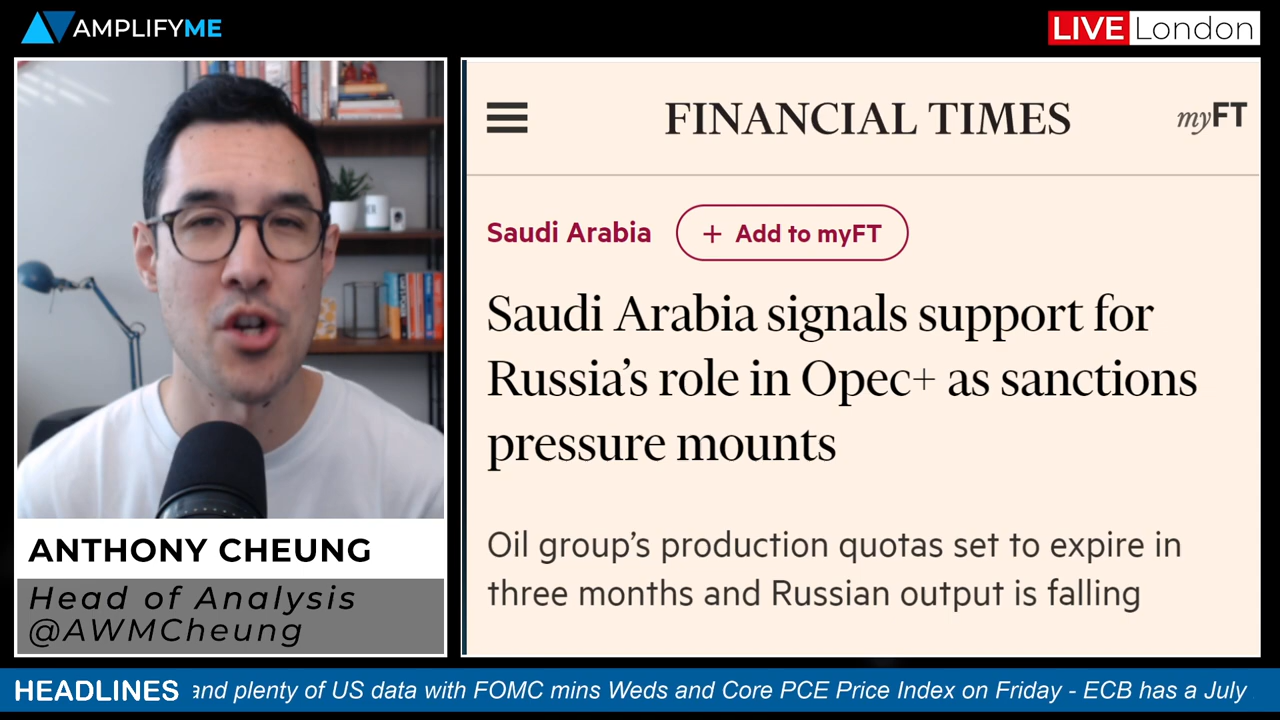 AMPLIFYME
LIVE London
FINANCIAL TIMES
myFT
Saudi Arabia
+ Add to myFT
Saudi Arabia signals support for
Russia's role in Opec+ as sanctions
pressure mounts
Oil group's production quotas set to expire in
three months and Russian output is falling
ANTHONY CHEUNG
Head of Analysis
@AWMCheung
HEADLINES and plenty of US data with FOMC mins Weds and Core PCE Price Index on Friday - ECB has a July